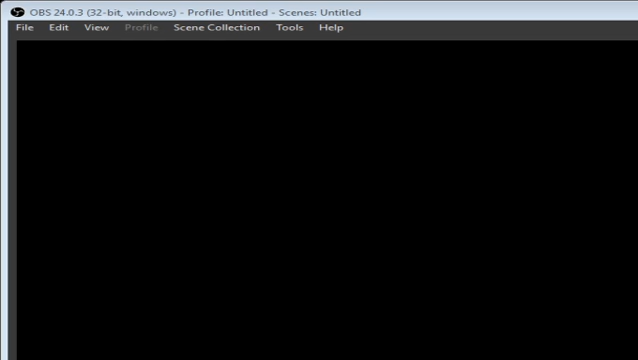 OBS 24.0.3 (32-bit, windows) - Profile: Untitled - Scenes: Untitled
File Edit View Profile Scene Collection Tools Help